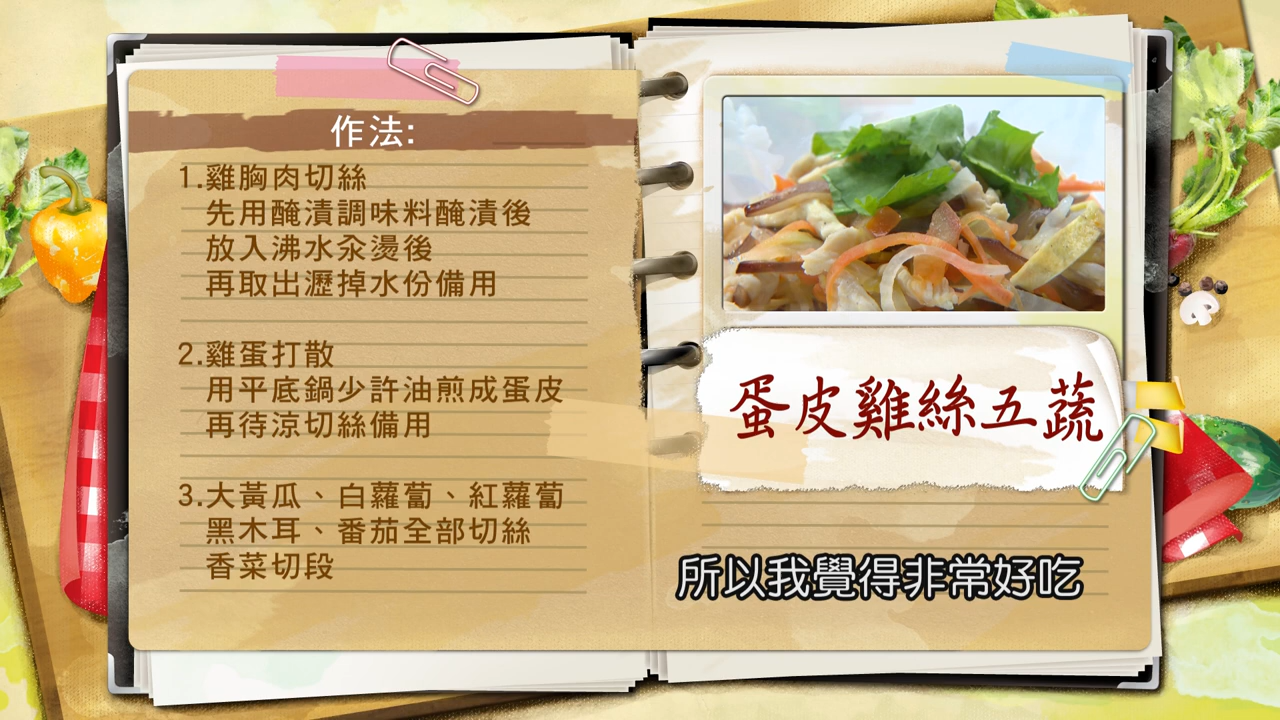 作法:
1.雞胸肉切絲
先用醃漬調味料醃漬後
放入沸水汆燙後
再取出瀝掉水份備用
2.雞蛋打散
用平底鍋少許油煎成蛋皮
再待涼切絲備用
3.大黃瓜、白蘿蔔、紅蘿蔔
黑木耳、番茄全部切絲
香菜切段
蛋皮雞絲五蔬
所以我覺得非常好吃